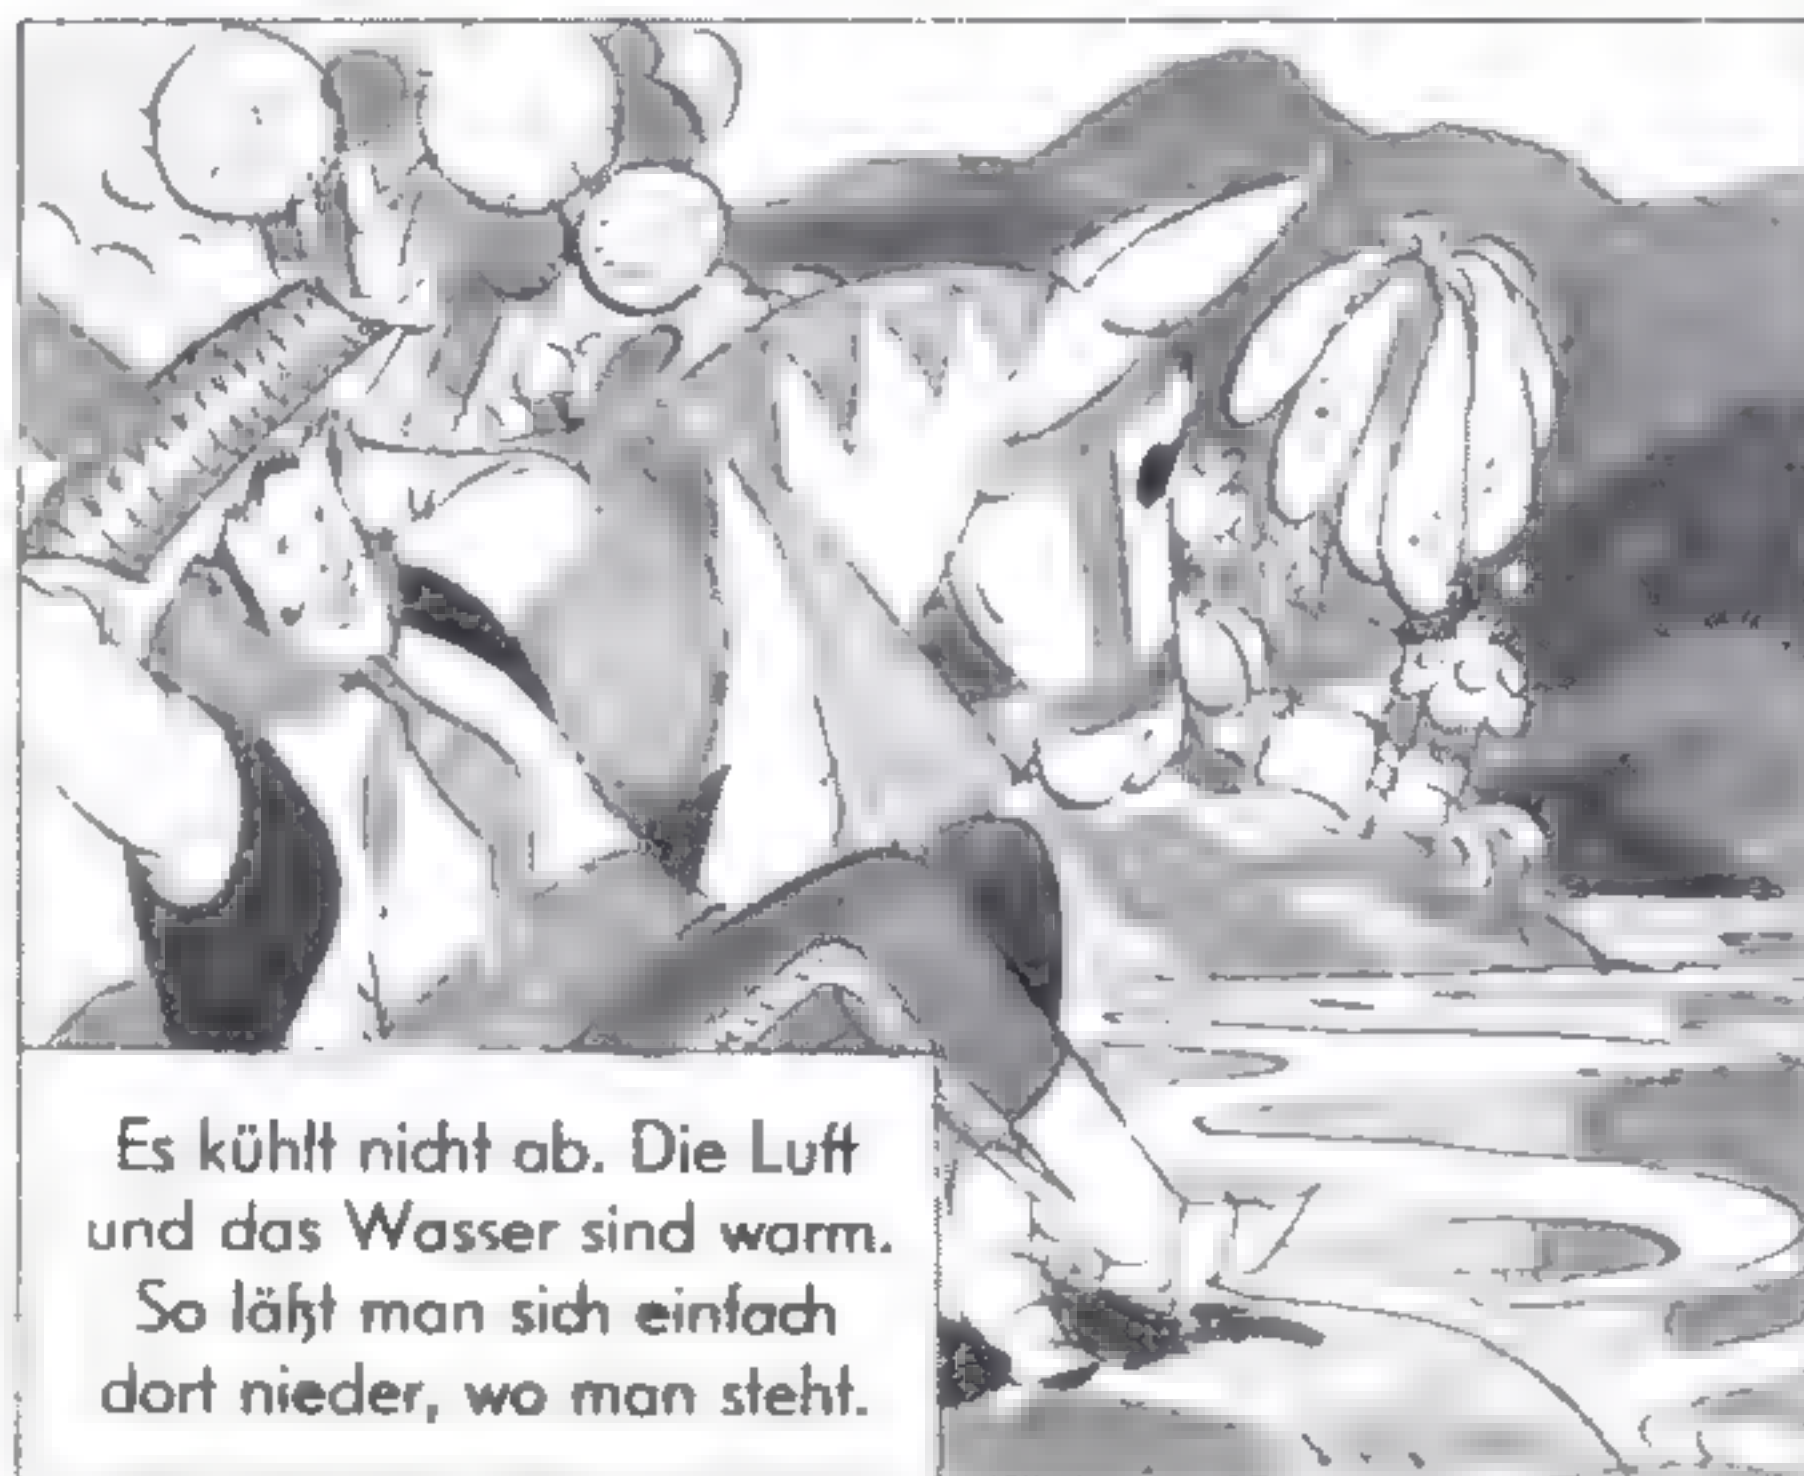 Es kühlt nicht ab. Die Luft
und das Wasser sind warm.
So läßt man sich einfach
dort nieder, wo man steht.